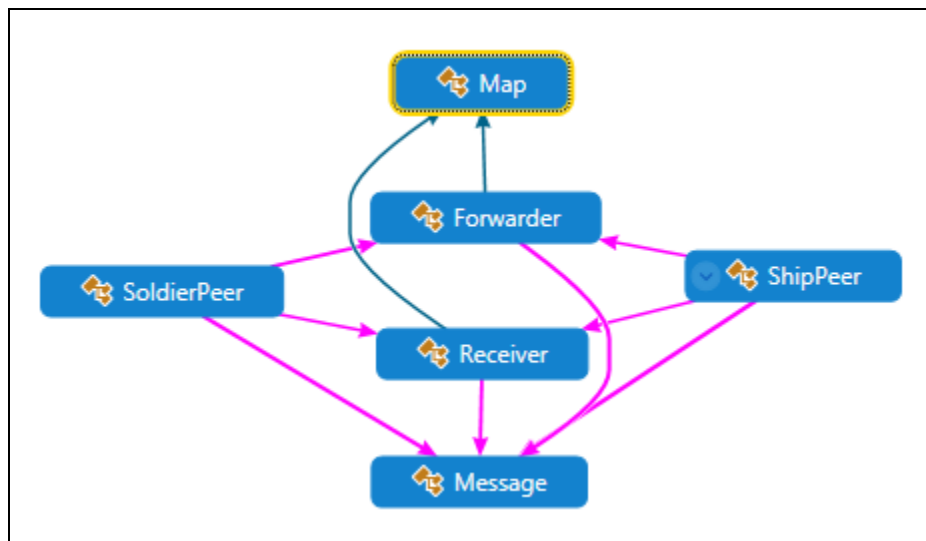 Map
Forwarder
SoldierPeer
ShipPeer
Receiver
Message